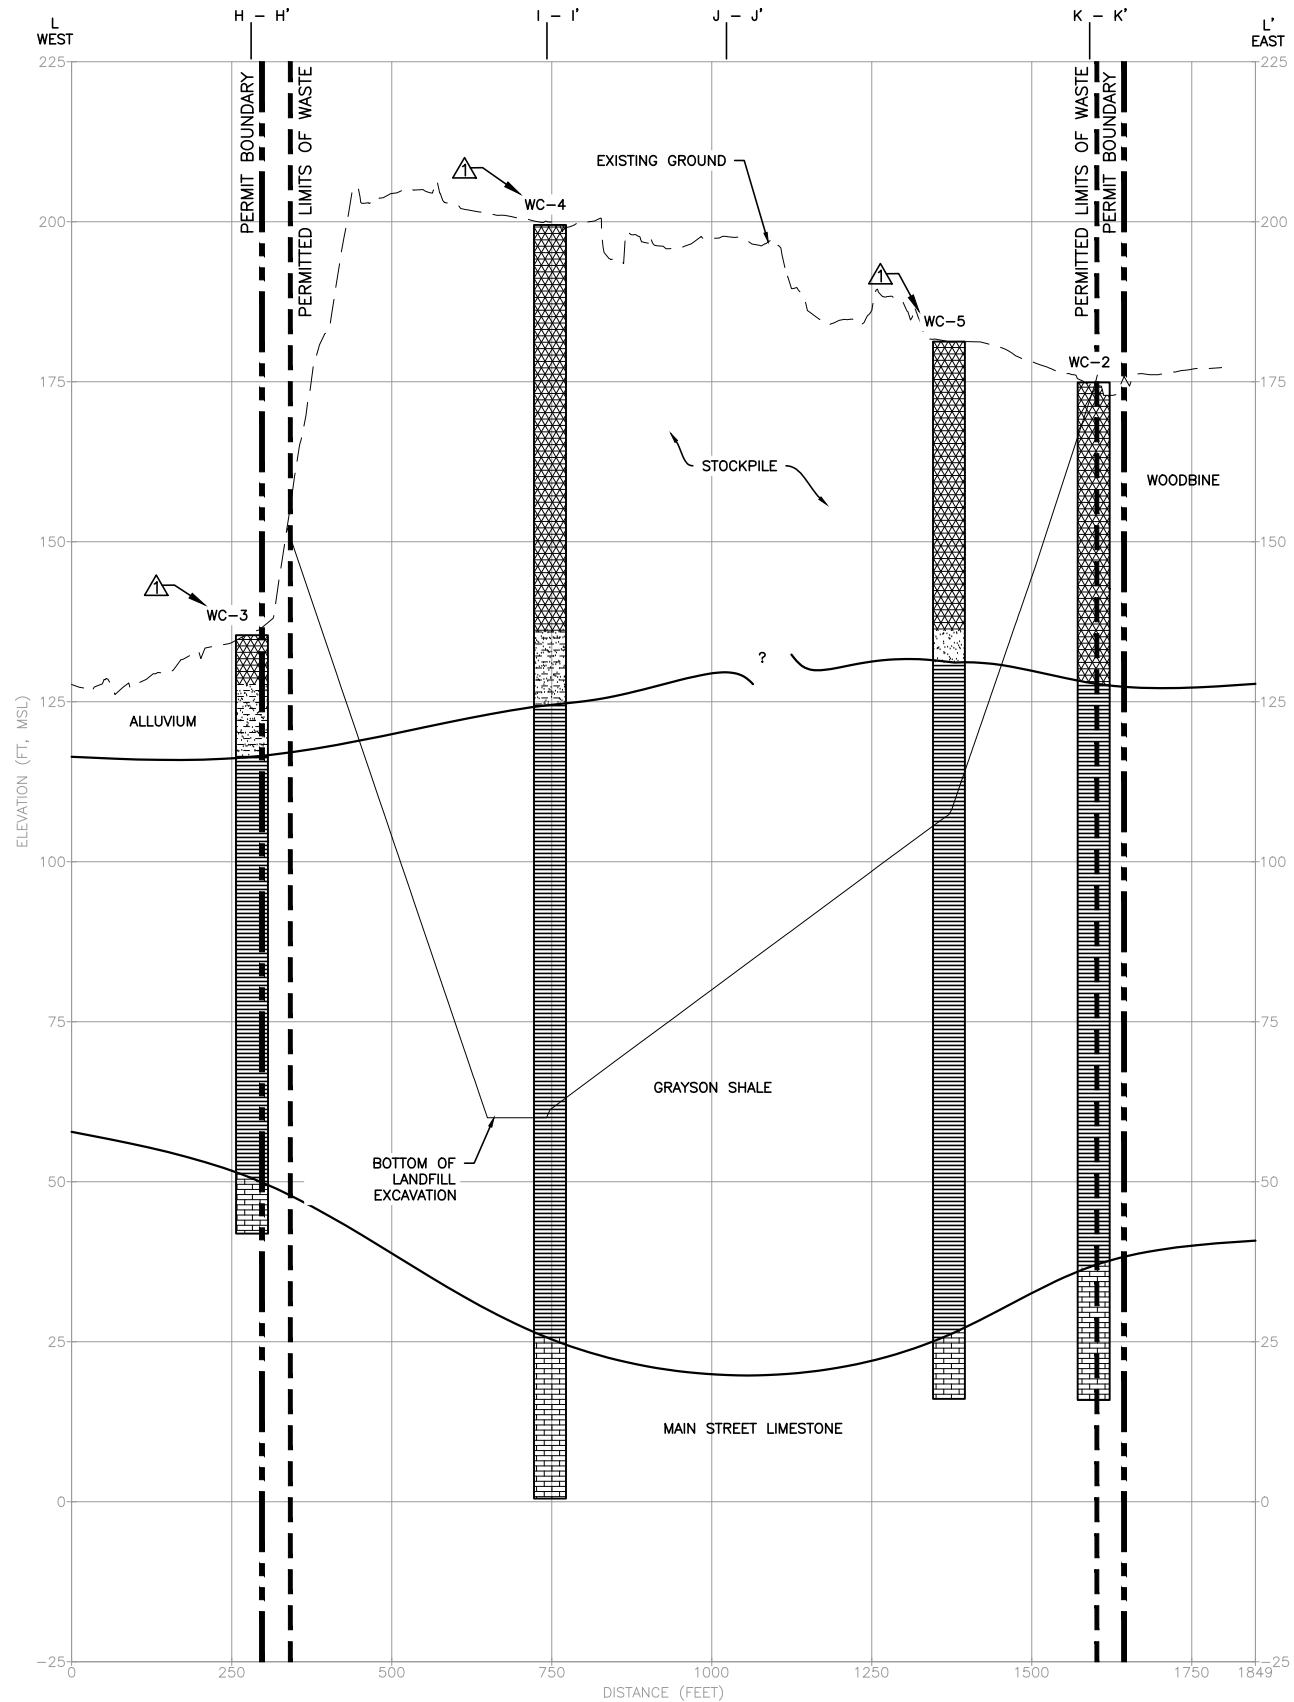 L
WEST
H – H'
I – I'
J – J'
K – K'
L'
EAST
225
225
PERMIT BOUNDARY
PERMITTED LIMITS OF WASTE
PERMITTED LIMITS OF WASTE
PERMIT BOUNDARY
EXISTING GROUND
1
WC–4
200
200
1
WC–5
WC–2
175
175
STOCKPILE
WOODBINE
150
150
1
WC–3
?
125
125
ALLUVIUM
ELEVATION (FT, MSL)
100
100
75
75
GRAYSON SHALE
BOTTOM OF
LANDFILL
EXCAVATION
50
50
25
25
MAIN STREET LIMESTONE
0
0
–25
–25
0
250
500
750
1000
1250
1500
1750
1849
DISTANCE (FEET)